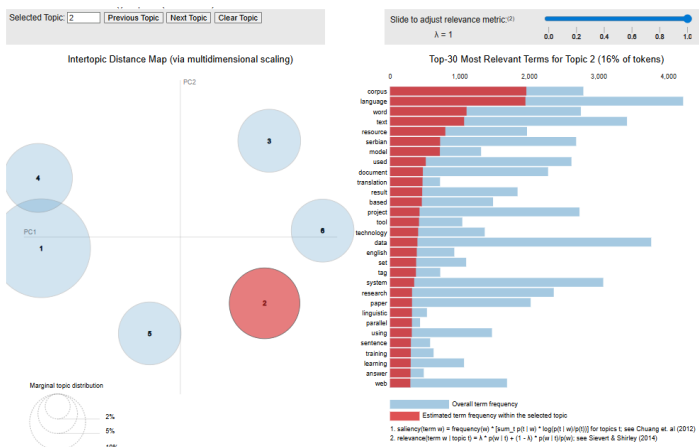 Selected Topic: 2 Previous Topic Next Topic Clear Topic
Slide to adjust relevance metric:(2)
λ = 1
0.0 0.2 0.4 0.6 0.8 1.0
Intertopic Distance Map (via multidimensional scaling)
PC2
PC1
3
4
6
1
2
5
Marginal topic distribution
2%
5%
10%
Top-30 Most Relevant Terms for Topic 2 (16% of tokens)
0 1,000 2,000 3,000 4,000
corpus
language
word
text
resource
serbian
model
used
document
translation
result
based
project
tool
technology
data
english
set
tag
system
research
paper
linguistic
parallel
using
sentence
training
learning
answer
web
Overall term frequency
Estimated term frequency within the selected topic
1. saliency(term w) = frequency(w) * [sum_t p(t | w) * log(p(t | w)/p(t))] for topics t; see Chuang et. al (2012)
2. relevance(term w | topic t) = λ * p(w | t) + (1 - λ) * p(w | t)/p(w); see Sievert & Shirley (2014)